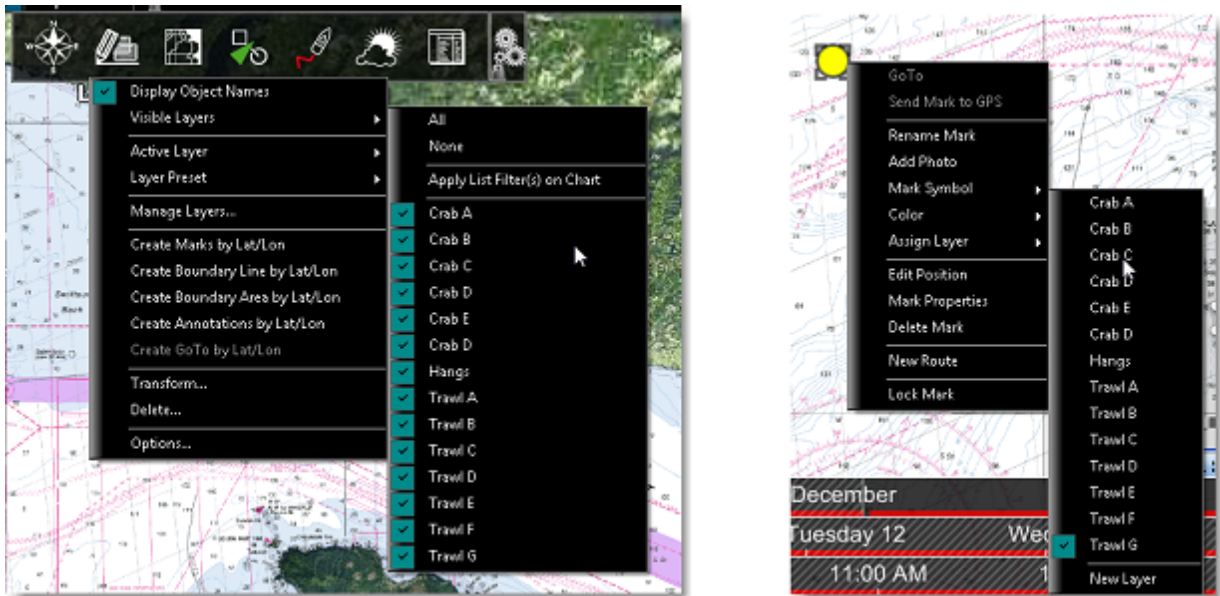 Display Object Names
Visible Layers
Active Layer
Layer Preset
Manage Layers...
Create Marks by Lat/Lon
Create Boundary Line by Lat/Lon
Create Boundary Area by Lat/Lon
Create Annotations by Lat/Lon
Create GoTo by Lat/Lon
Transform...
Delete...
Options...
All
None
Apply List Filter(s) on Chart
Crab A
Crab B
Crab C
Crab D
Crab E
Crab D
Hangs
Trawl A
Trawl B
Trawl C
Trawl D
Trawl E
Trawl F
Trawl G
GoTo
Send Mark to GPS
Rename Mark
Add Photo
Mark Symbol
Color
Assign Layer
Edit Position
Mark Properties
Delete Mark
New Route
Lock Mark
Crab A
Crab B
Crab C
Crab D
Crab E
Crab D
Hangs
Trawl A
Trawl B
Trawl C
Trawl D
Trawl E
Trawl F
Trawl G
New Layer
December
Tuesday 12
11:00 AM